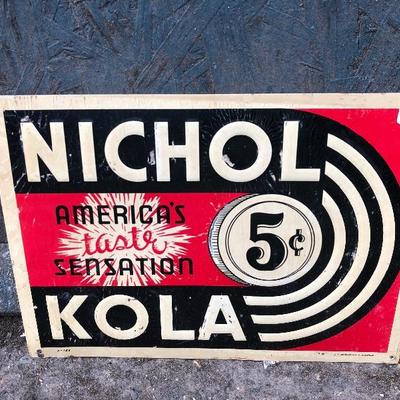 NICHOL
AMERICA'S
taste
SENSATION
5¢
KOLA